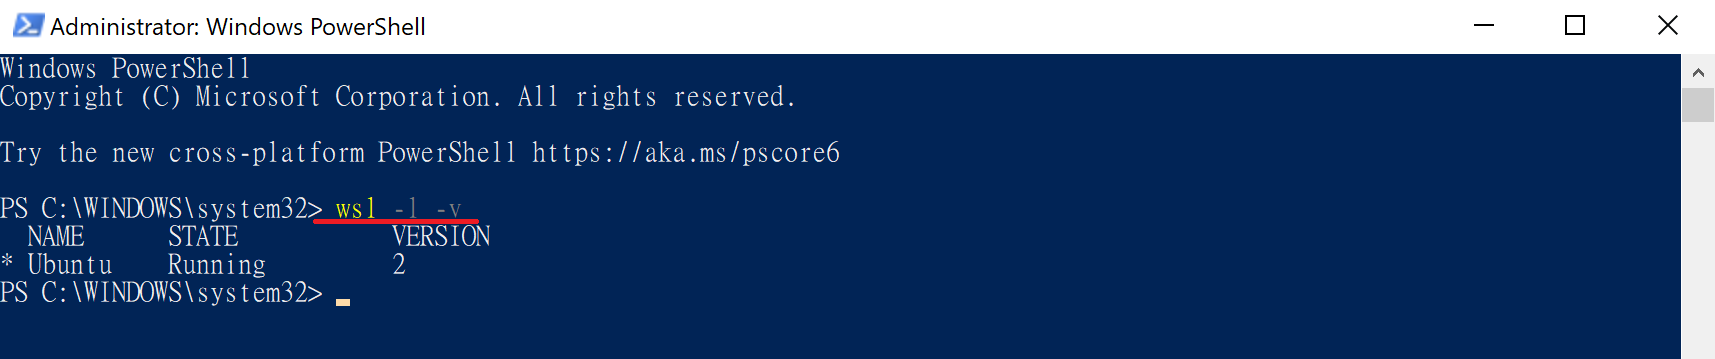 Administrator: Windows PowerShell
Windows PowerShell
Copyright (C) Microsoft Corporation. All rights reserved.
Try the new cross-platform PowerShell https://aka.ms/pscore6
PS C:\WINDOWS\system32> wsl -l -v
  NAME      STATE           VERSION
* Ubuntu    Running         2
PS C:\WINDOWS\system32>